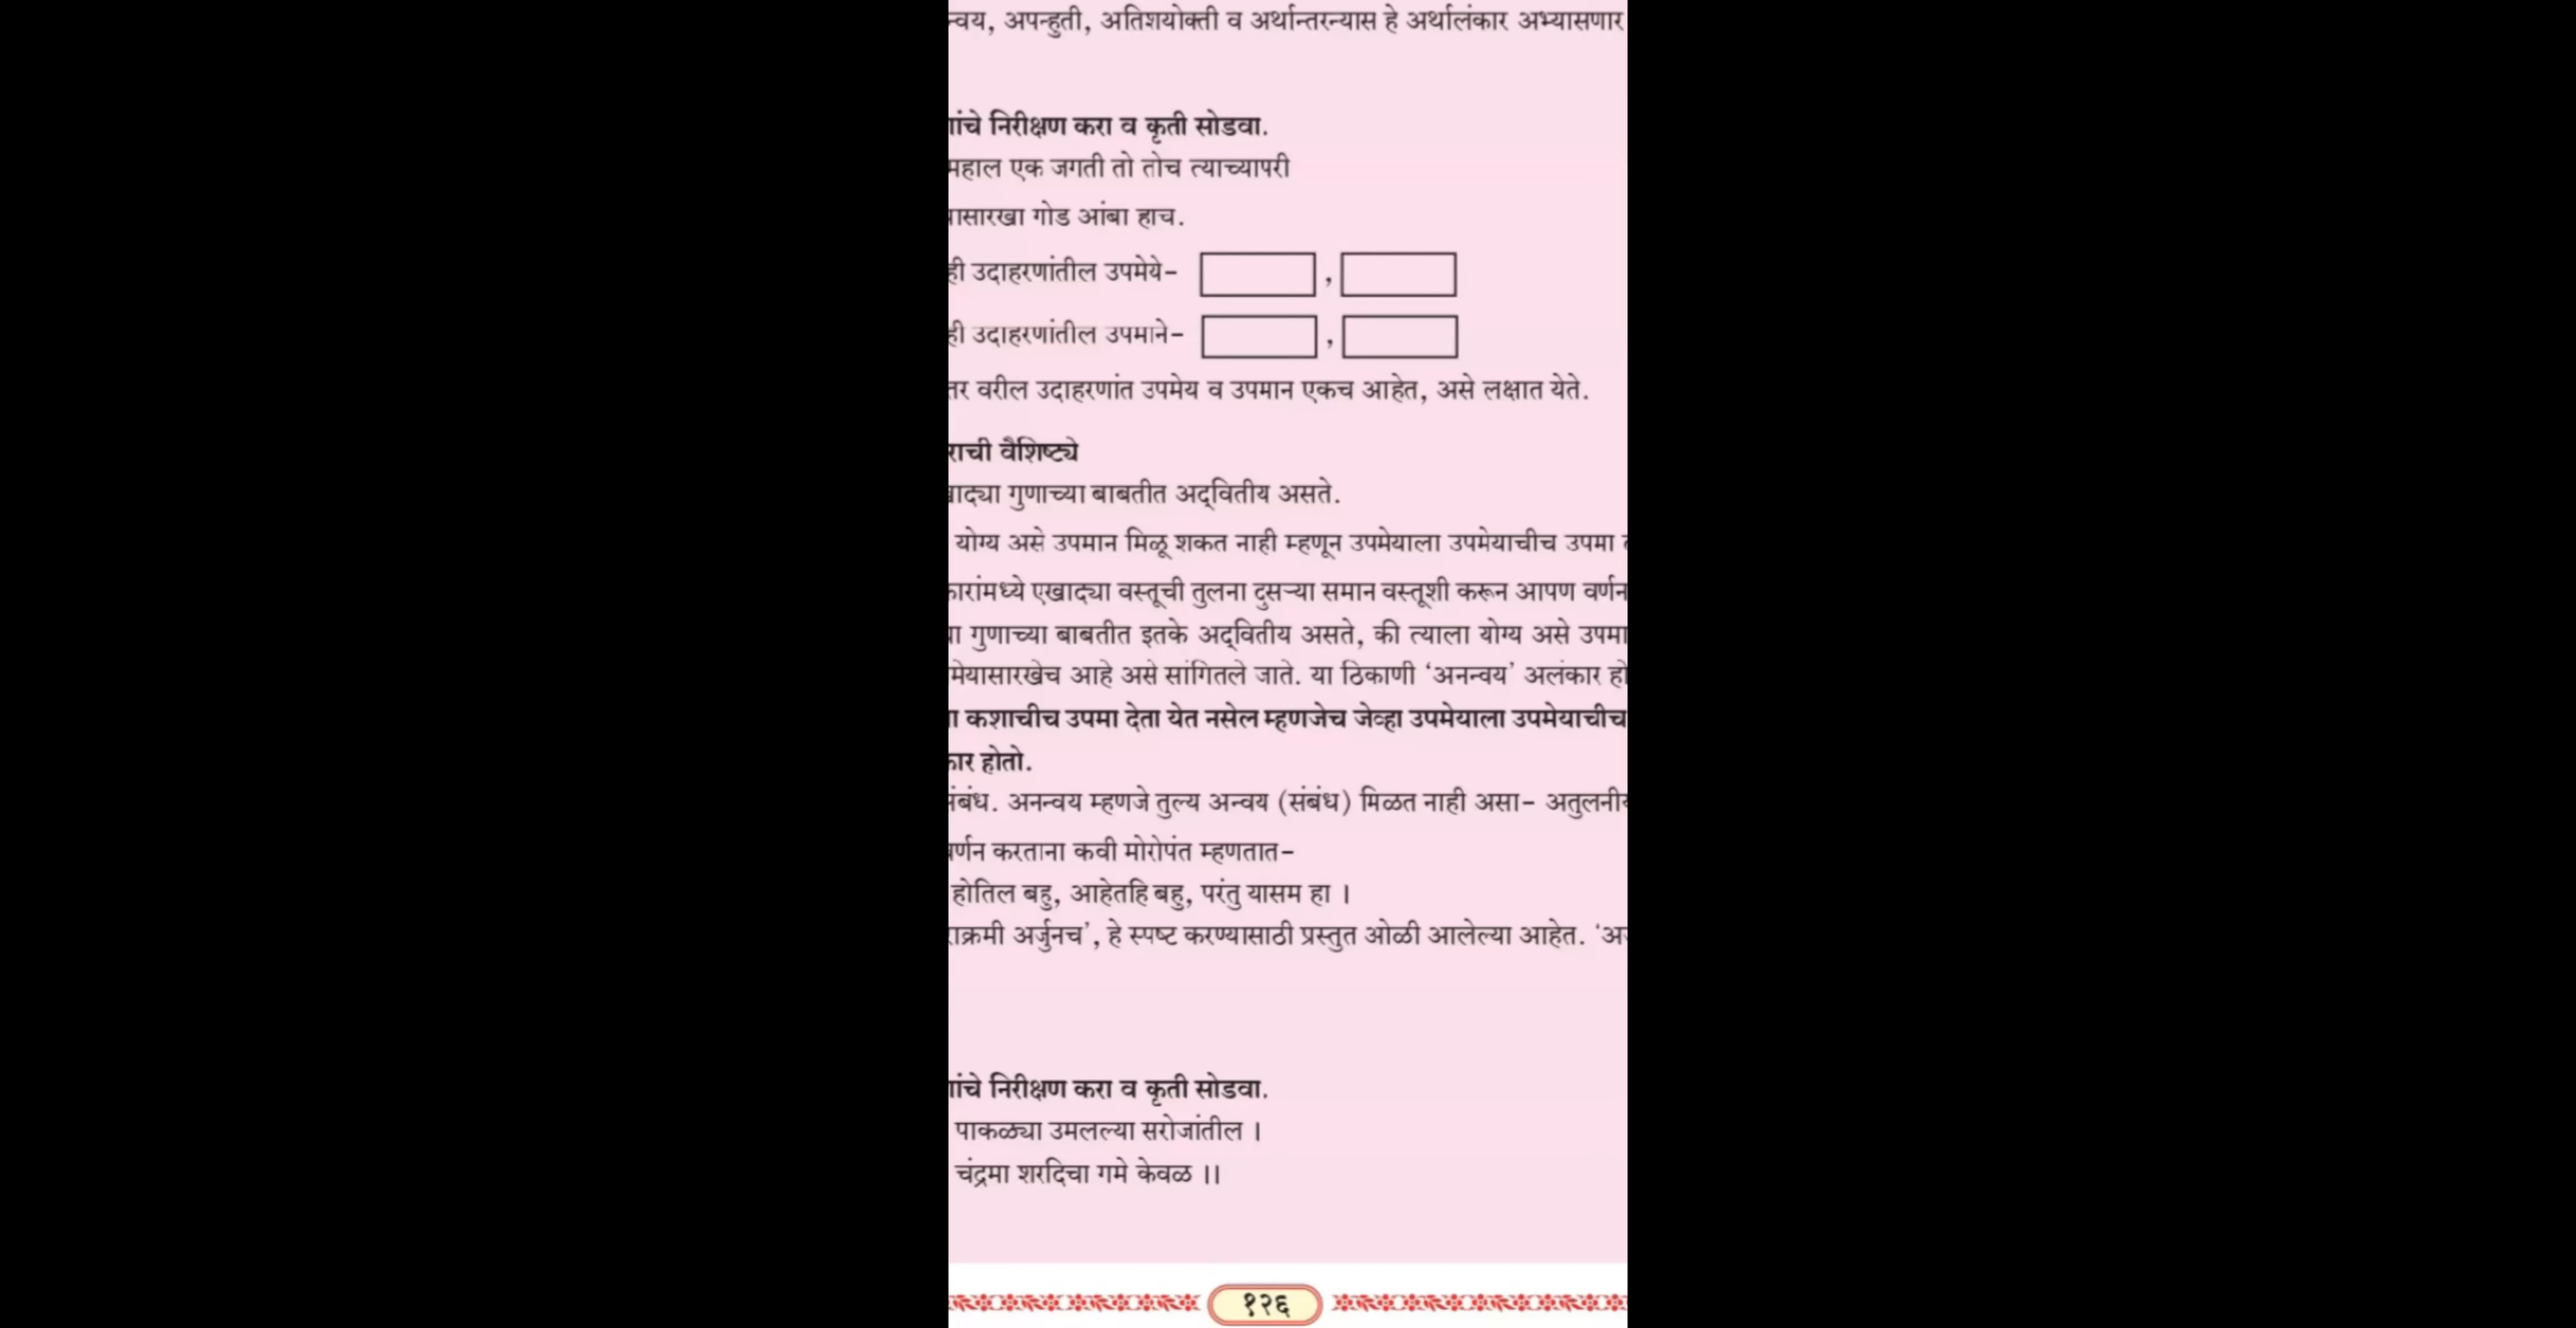 न्वय, अपन्हुती, अतिशयोक्ती व अर्थान्तरन्यास हे अर्थालंकार अभ्यासणार
निरीक्षण करा व कृती सोडवा.
महाल एक जगती तो तोच त्याच्यापरी
गोड आंबा हाच.
ही उदाहरणांतील उपमेये-
,
ही उदाहरणांतील उपमाने-
,
तर वरील उदाहरणांत उपमेय व उपमान एकच आहेत, असे लक्षात येते.
वैशिष्ट्ये
गुणाच्या बाबतीत अद्‌वितीय असते.
योग्य असे उपमान मिळू शकत नाही म्हणून उपमेयाला उपमेयाचीच उपमा
एखाद्या वस्तूची तुलना दुसऱ्या समान वस्तूशी करून आपण वर्णन
गुणाच्या बाबतीत इतके अद्‌वितीय असते, की त्याला योग्य असे उपमा
मेयासारखेच आहे असे सांगितले जाते. या ठिकाणी ‘अनन्वय’ अलंकार हो
कशाचीच उपमा देता येत नसेल म्हणजेच जेव्हा उपमेयाला उपमेयाचीच
होतो.
संबंध. अनन्वय म्हणजे तुल्य अन्वय (संबंध) मिळत नाही असा- अतुलनीय
वर्णन करताना कवी मोरोपंत म्हणतात-
होतिल बहु, आहेतहि बहु, परंतु यासम हा ।
अर्जुनच’, हे स्पष्ट करण्यासाठी प्रस्तुत ओळी आलेल्या आहेत.
निरीक्षण करा व कृती सोडवा.
पाकळ्या उमलल्या सरोजांतील ।
चंद्रमा शरदिचा गमे केवळ ।।
१२६